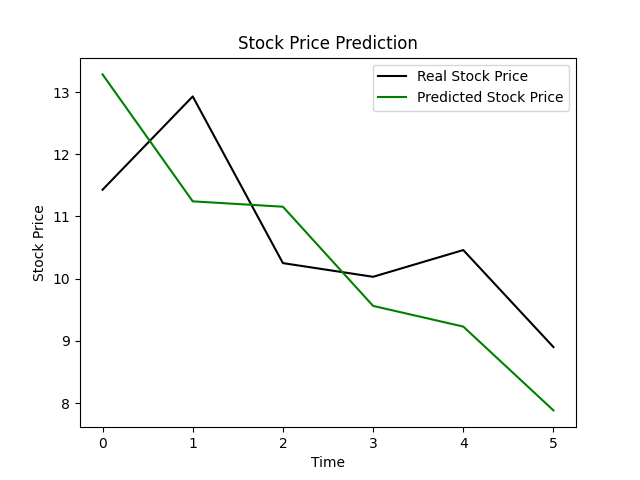 Stock Price Prediction
Real Stock Price
Predicted Stock Price
Stock Price
13
12
11
10
9
8
0 1 2 3 4 5
Time